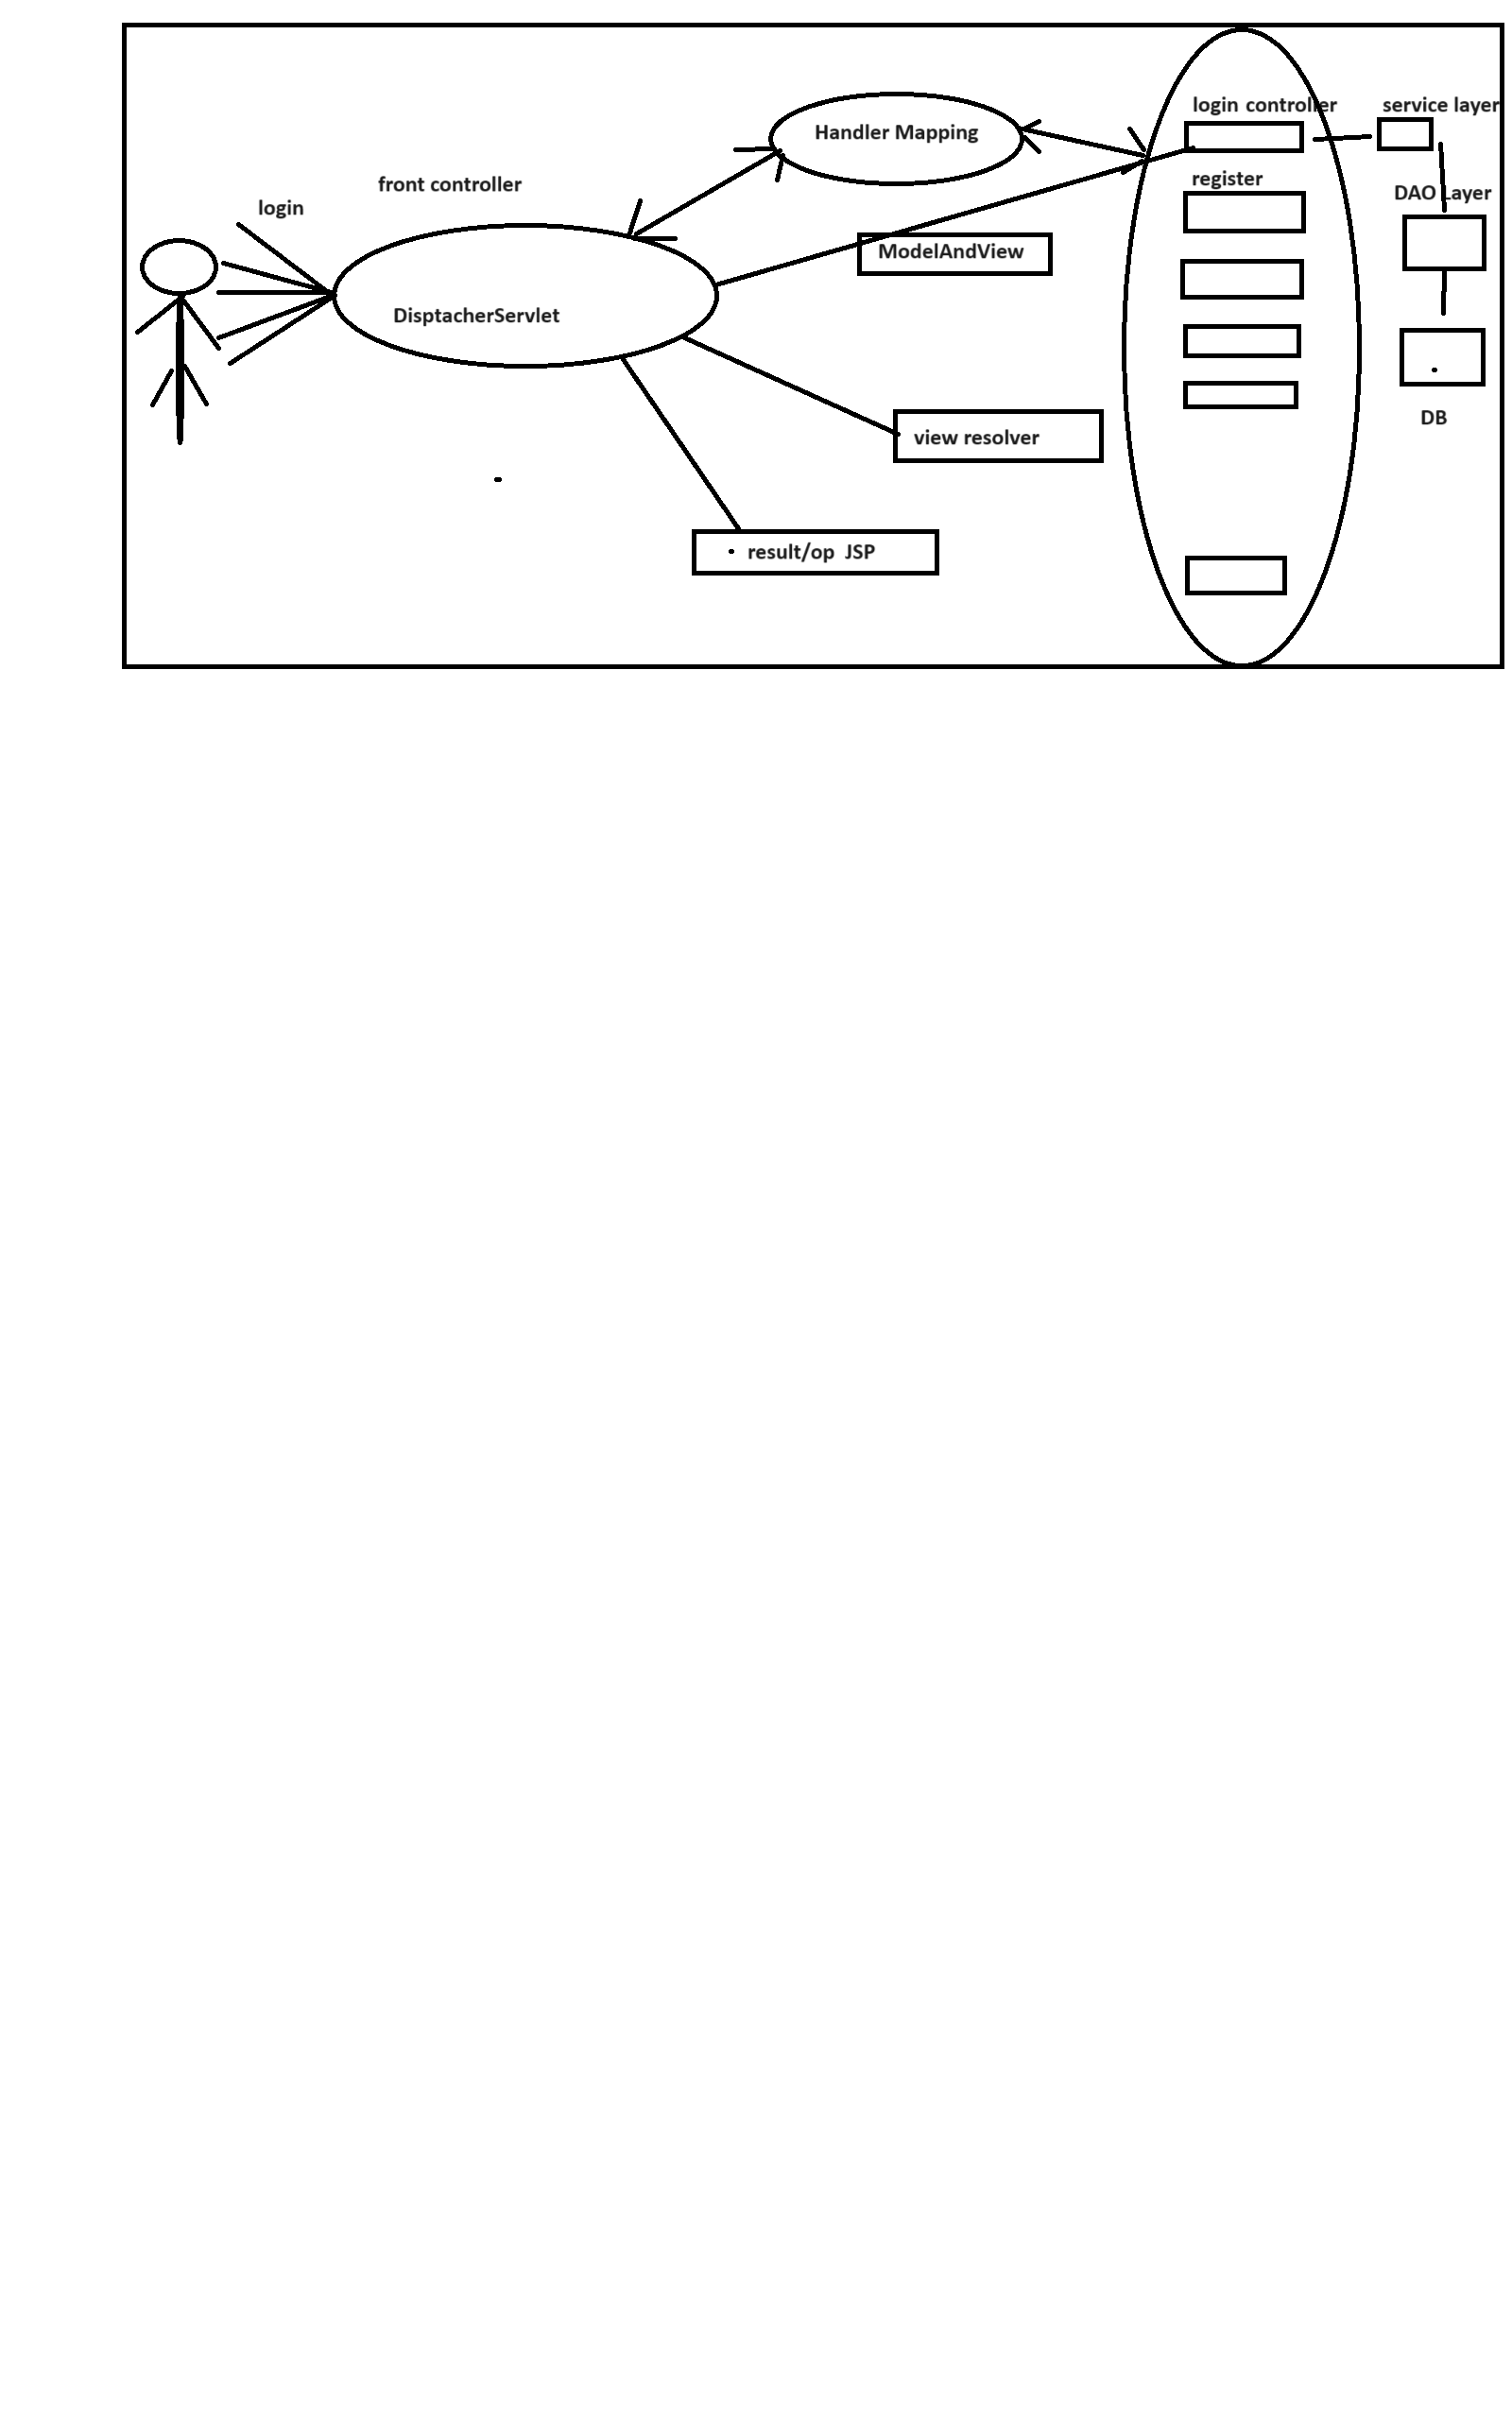 login controller
service layer
Handler Mapping
register
front controller
DAO Layer
login
ModelAndView
DisptacherServlet
DB
view resolver
result/op JSP